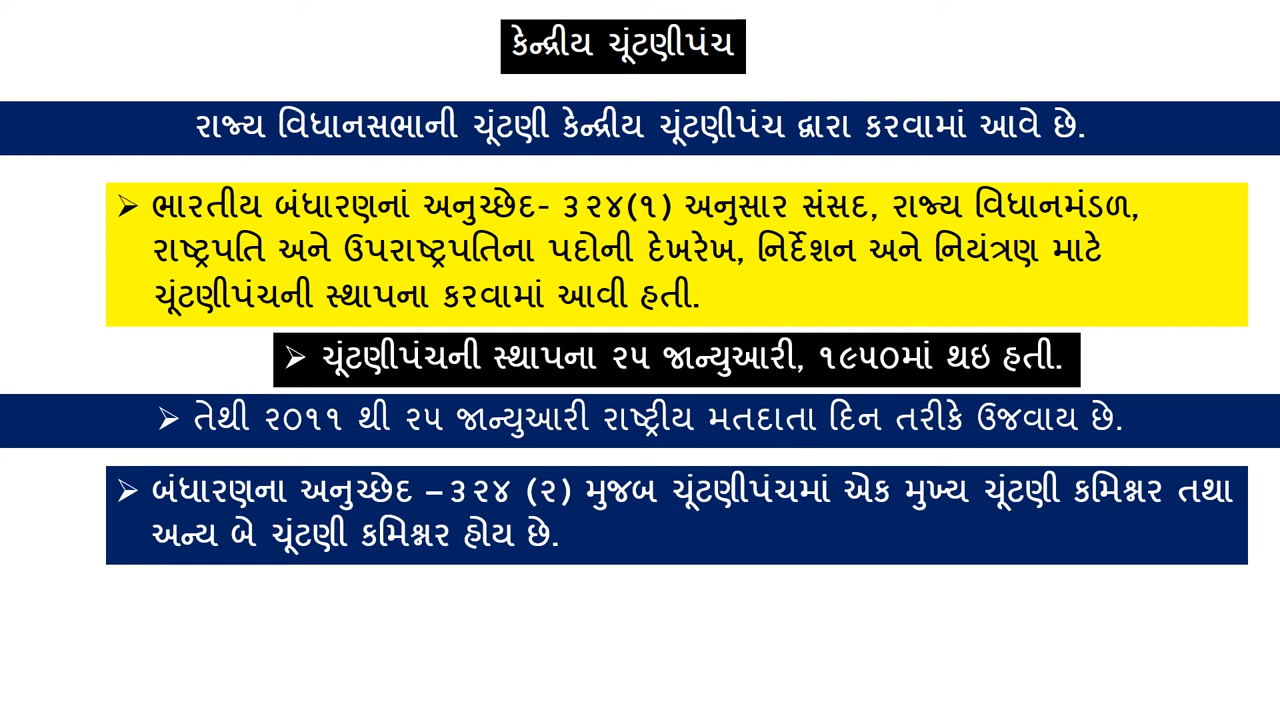 કેન્દ્રીય ચૂંટણીપંચ
રાજ્ય વિધાનસભાની ચૂંટણી કેન્દ્રીય ચૂંટણીપંચ દ્વારા કરવામાં આવે છે.
➢ ભારતીય બંધારણનાં અનુચ્છેદ- ૩૨૪(૧) અનુસાર સંસદ, રાજ્ય વિધાનમંડળ,
રાષ્ટ્રપતિ અને ઉપરાષ્ટ્રપતિના પદોની દેખરેખ, નિર્દેશન અને નિયંત્રણ માટે
ચૂંટણીપંચની સ્થાપના કરવામાં આવી હતી.
➢ ચૂંટણીપંચની સ્થાપના ૨૫ જાન્યુઆરી, ૧૯૫૦માં થઇ હતી.
➢ તેથી ૨૦૧૧ થી ૨૫ જાન્યુઆરી રાષ્ટ્રીય મતદાતા દિન તરીકે ઉજવાય છે.
➢ બંધારણના અનુચ્છેદ –૩૨૪ (૨) મુજબ ચૂંટણીપંચમાં એક મુખ્ય ચૂંટણી કમિશ્નર તથા
અન્ય બે ચૂંટણી કમિશ્નર હોય છે.